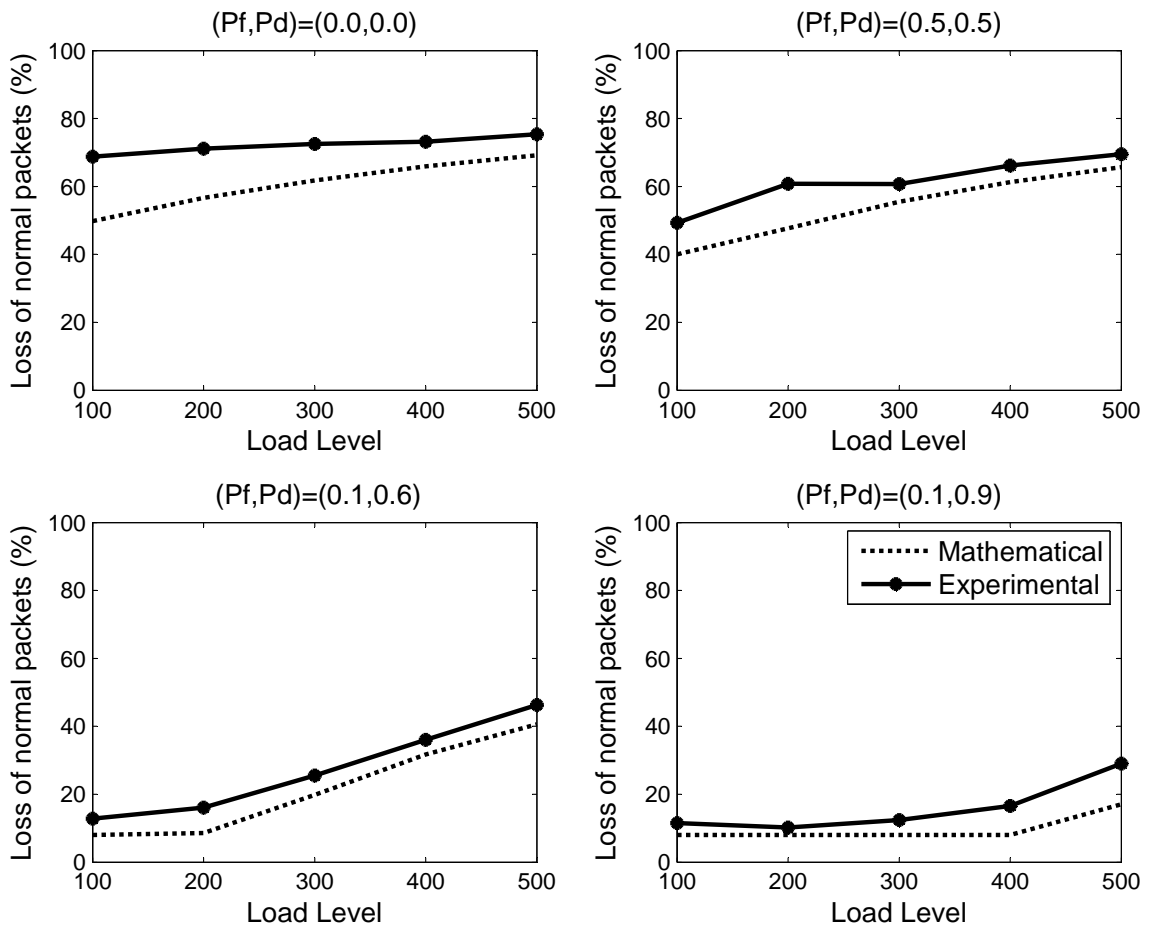 (Pf,Pd)=(0.0,0.0)
Loss of normal packets (%)
100
80
60
40
20
0
100 200 300 400 500
Load Level
(Pf,Pd)=(0.5,0.5)
Loss of normal packets (%)
100
80
60
40
20
0
100 200 300 400 500
Load Level
(Pf,Pd)=(0.1,0.6)
Loss of normal packets (%)
100
80
60
40
20
0
100 200 300 400 500
Load Level
(Pf,Pd)=(0.1,0.9)
Loss of normal packets (%)
100
80
60
40
20
0
100 200 300 400 500
Load Level
Mathematical
Experimental